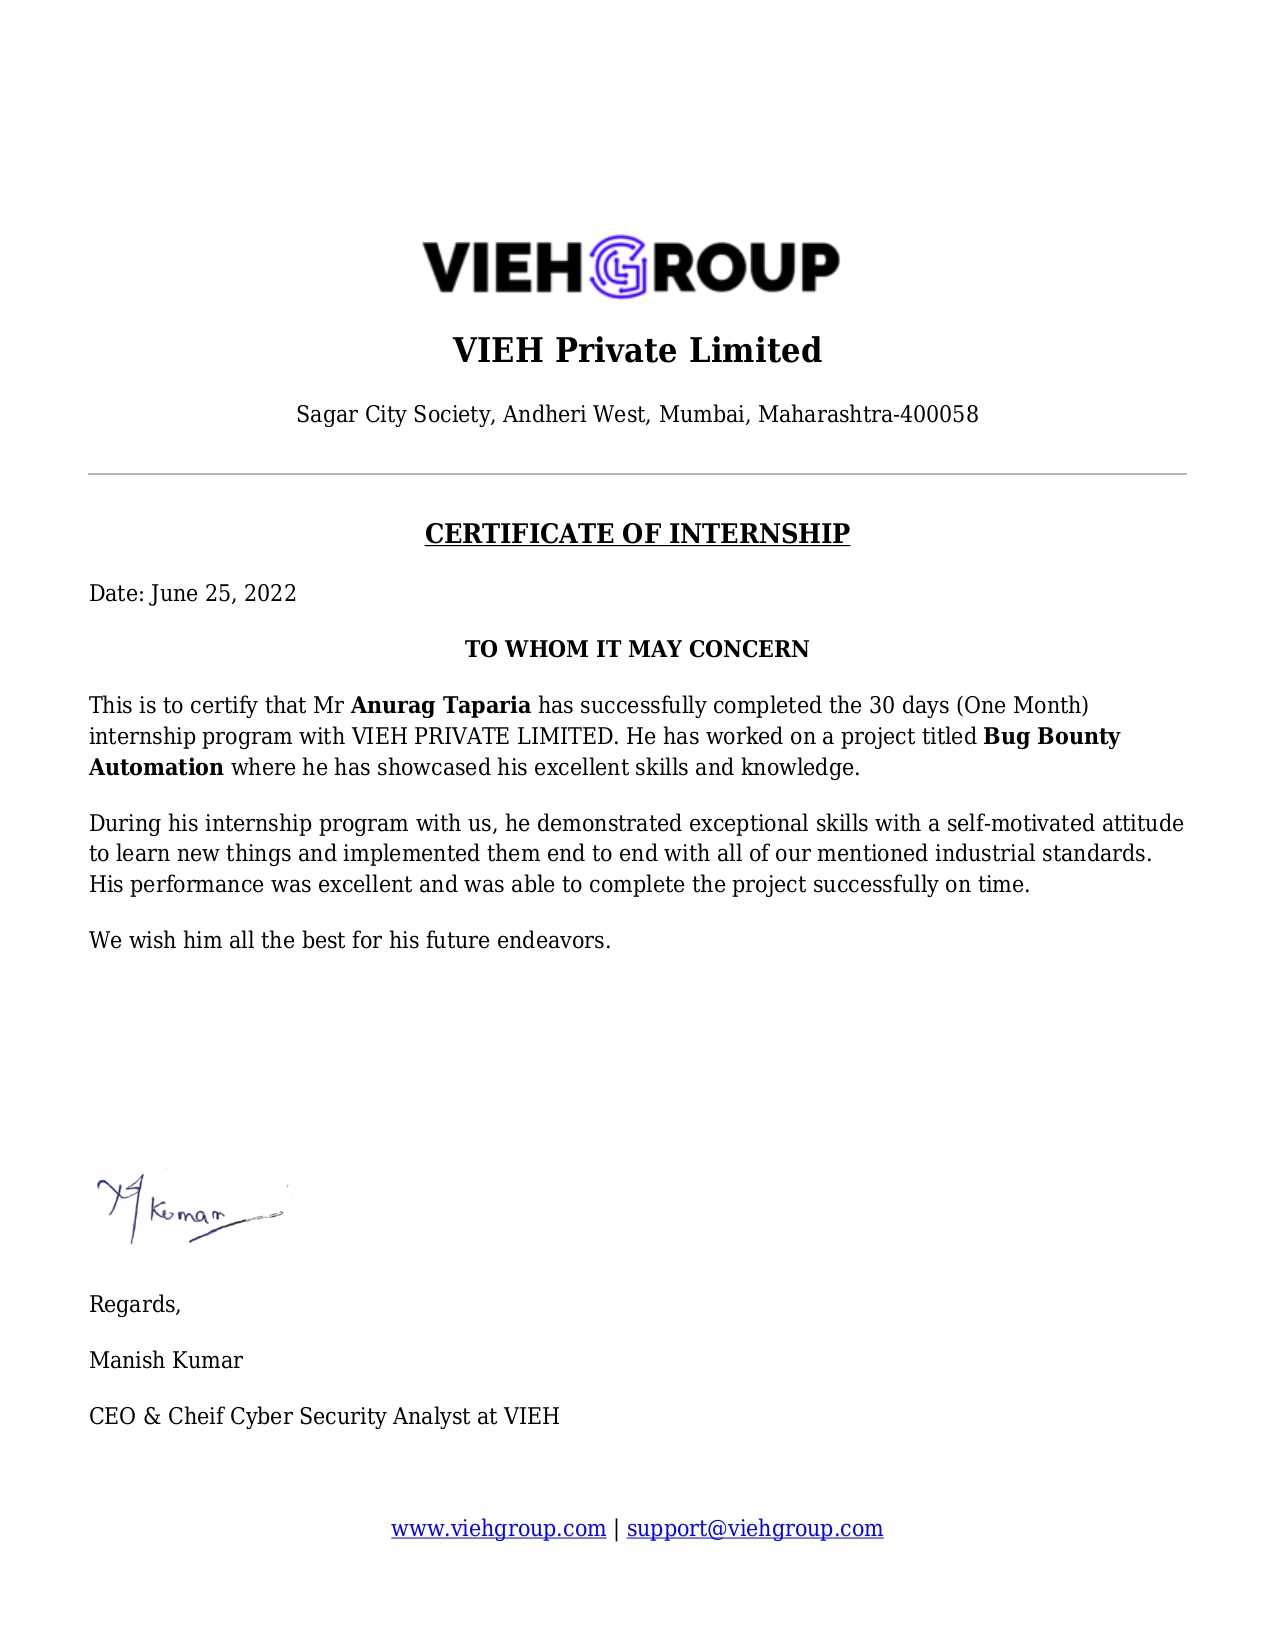 VIEHGROUP
VIEH Private Limited
Sagar City Society, Andheri West, Mumbai, Maharashtra-400058
CERTIFICATE OF INTERNSHIP
Date: June 25, 2022
TO WHOM IT MAY CONCERN
This is to certify that Mr Anurag Taparia has successfully completed the 30 days (One Month)
internship program with VIEH PRIVATE LIMITED. He has worked on a project titled Bug Bounty
Automation where he has showcased his excellent skills and knowledge.
During his internship program with us, he demonstrated exceptional skills with a self-motivated attitude
to learn new things and implemented them end to end with all of our mentioned industrial standards.
His performance was excellent and was able to complete the project successfully on time.
We wish him all the best for his future endeavors.
Kumar
Regards,
Manish Kumar
CEO & Cheif Cyber Security Analyst at VIEH
www.viehgroup.com | support@viehgroup.com